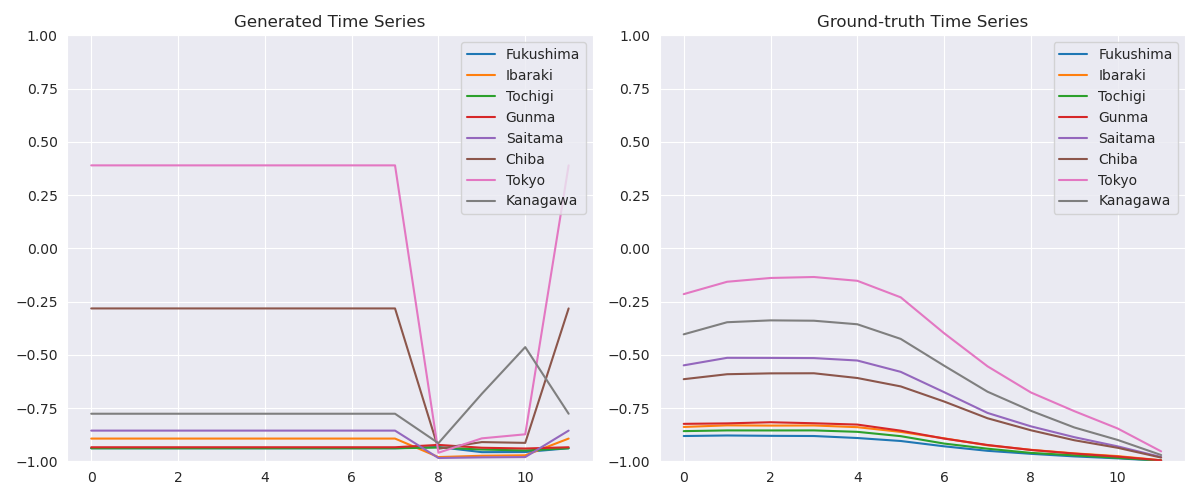 Generated Time Series
1.00
0.75
0.50
0.25
0.00
−0.25
−0.50
−0.75
−1.00
0 2 4 6 8 10
Fukushima
Ibaraki
Tochigi
Gunma
Saitama
Chiba
Tokyo
Kanagawa
Ground-truth Time Series
1.00
0.75
0.50
0.25
0.00
−0.25
−0.50
−0.75
−1.00
0 2 4 6 8 10
Fukushima
Ibaraki
Tochigi
Gunma
Saitama
Chiba
Tokyo
Kanagawa